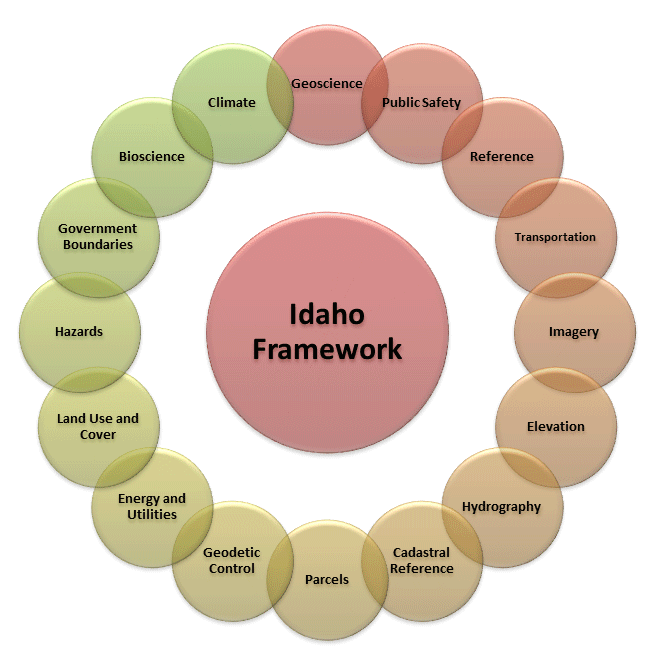 Geoscience
Public Safety
Reference
Transportation
Imagery
Elevation
Hydrography
Cadastral
Reference
Parcels
Geodetic
Control
Energy and
Utilities
Land Use and
Cover
Hazards
Government
Boundaries
Bioscience
Climate
Idaho
Framework